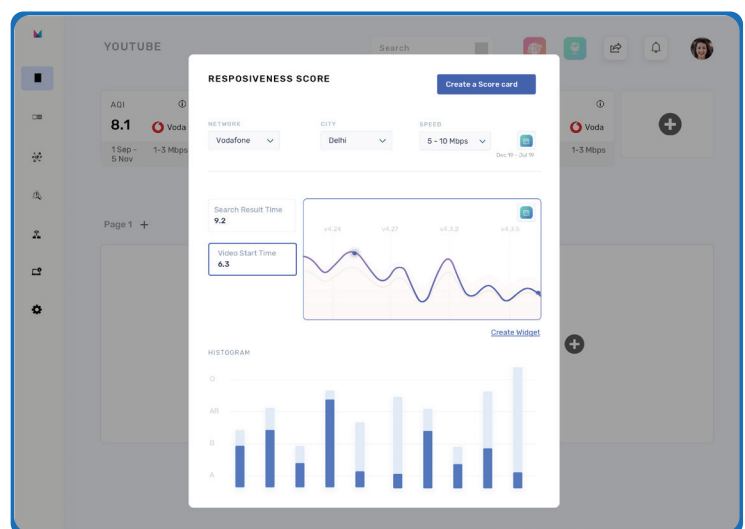 YOUTUBE
Search
AQI
8.1
Voda
1 Sep -
5 Nov
1-3 Mbps
Voda
1-3 Mbps
Page 1 +
RESPOSIVENESS SCORE
Create a Score card
NETWORK
CITY
SPEED
Vodafone
Delhi
5 - 10 Mbps
Dec 19 - Jul 19
Search Result Time
9.2
Video Start Time
6.3
v4.24
v4.27
v4.3.2
v4.3.5
Create Widget
HISTOGRAM
O
AB
B
A